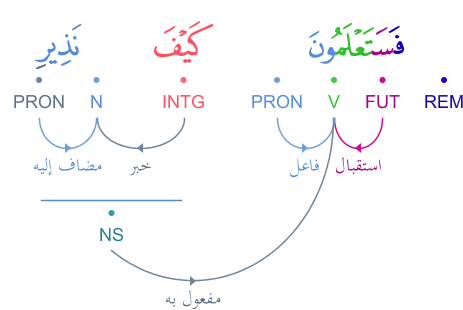 فَسَتَعْلَمُونَ كَيْفَ نَذِيرِ
REM FUT V PRON INTG N PRON
استقبال فاعل خبر مضاف إليه
NS
مفعول به